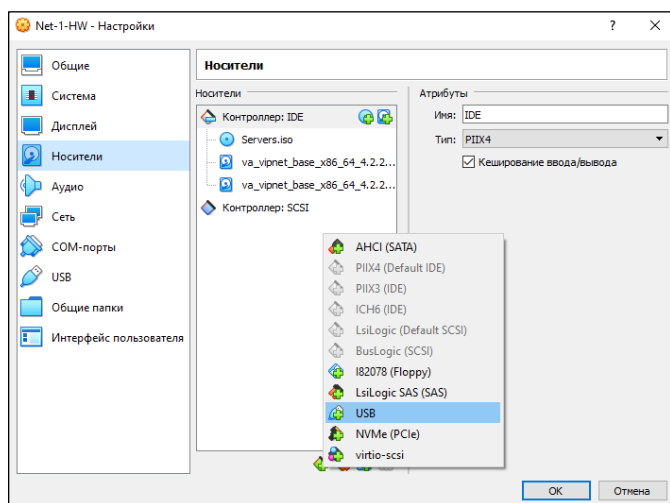 Net-1-HW - Настройки
Общие
Система
Дисплей
Носители
Аудио
Сеть
COM-порты
USB
Общие папки
Интерфейс пользователя
Носители
Носители
Контроллер: IDE
Servers.iso
va_vipnet_base_x86_64_4.2.2...
va_vipnet_base_x86_64_4.2.2...
Контроллер: SCSI
Атрибуты
Имя: IDE
Тип: PIIX4
Кеширование ввода/вывода
AHCI (SATA)
PIIX4 (Default IDE)
PIIX3 (IDE)
ICH6 (IDE)
LsiLogic (Default SCSI)
BusLogic (SCSI)
I82078 (Floppy)
LsiLogic SAS (SAS)
USB
NVMe (PCIe)
virtio-scsi
OK
Отмена